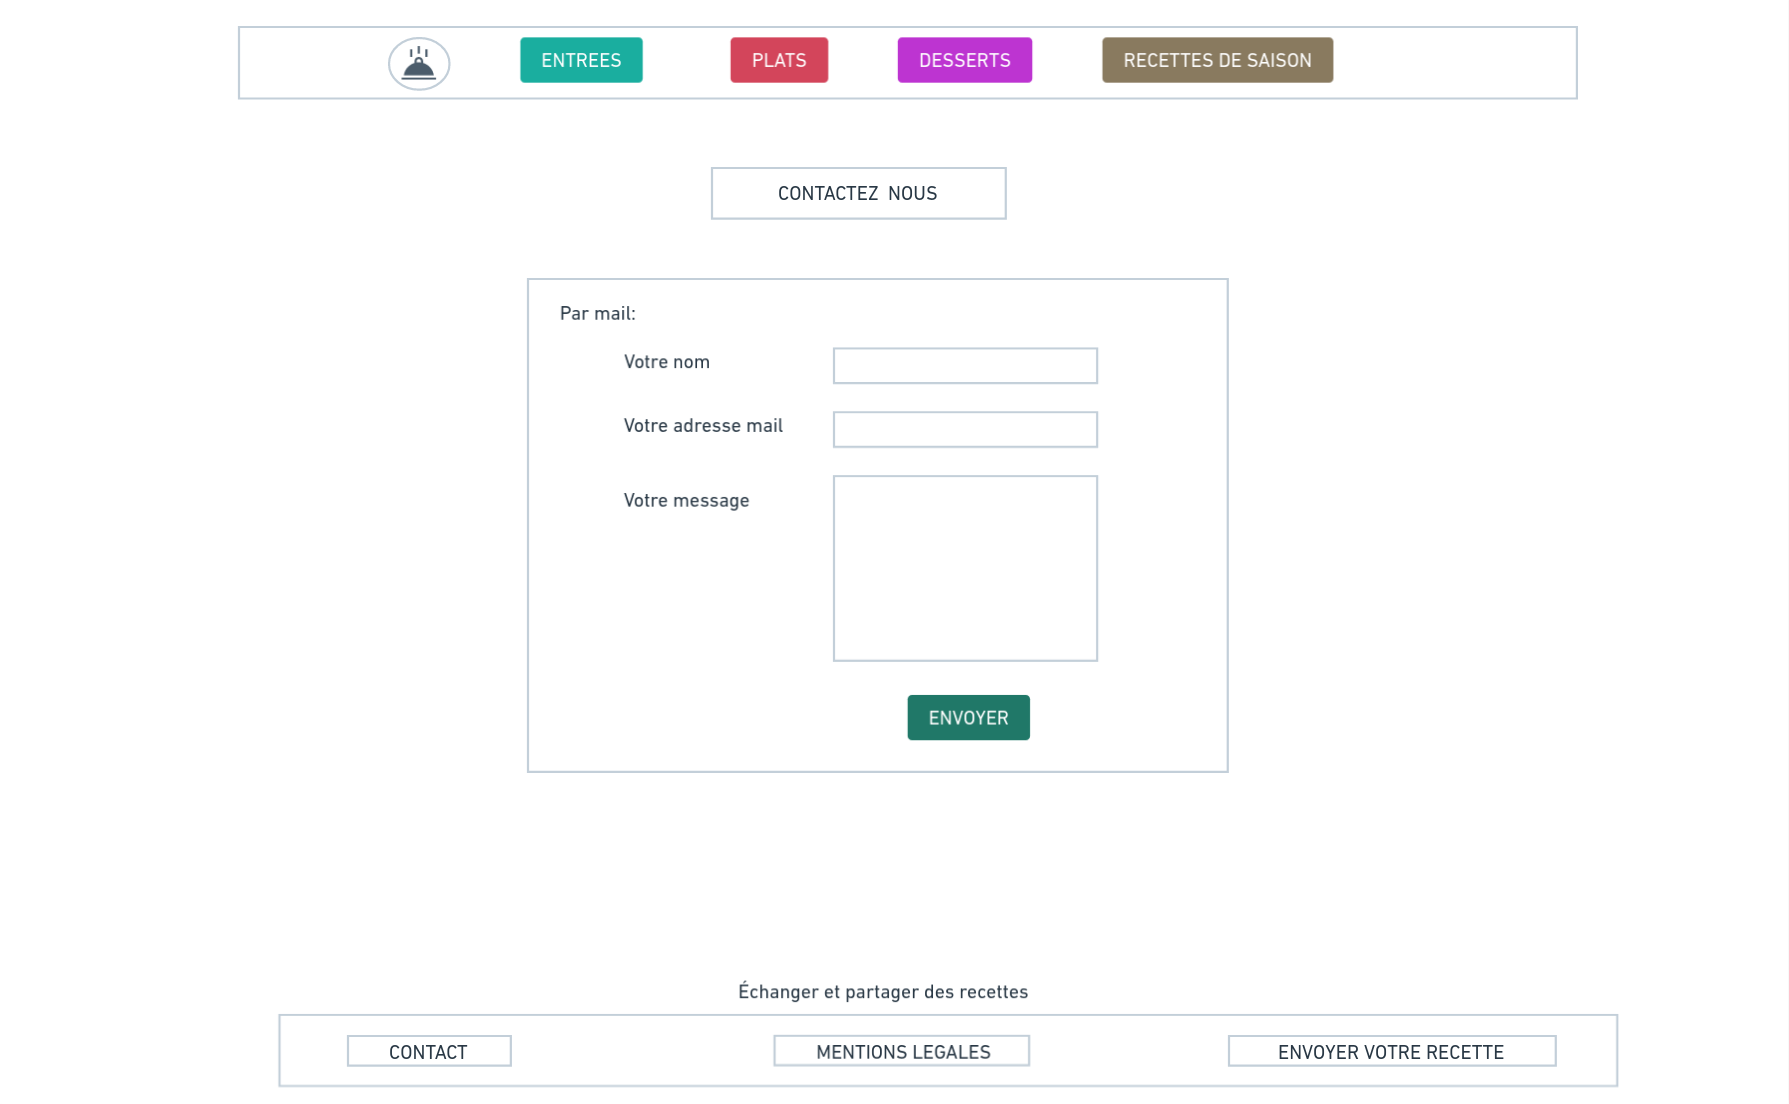 ENTREES PLATS DESSERTS RECETTES DE SAISON
CONTACTEZ NOUS
Par mail:
Votre nom
Votre adresse mail
Votre message
ENVOYER
Échanger et partager des recettes
CONTACT MENTIONS LEGALES ENVOYER VOTRE RECETTE